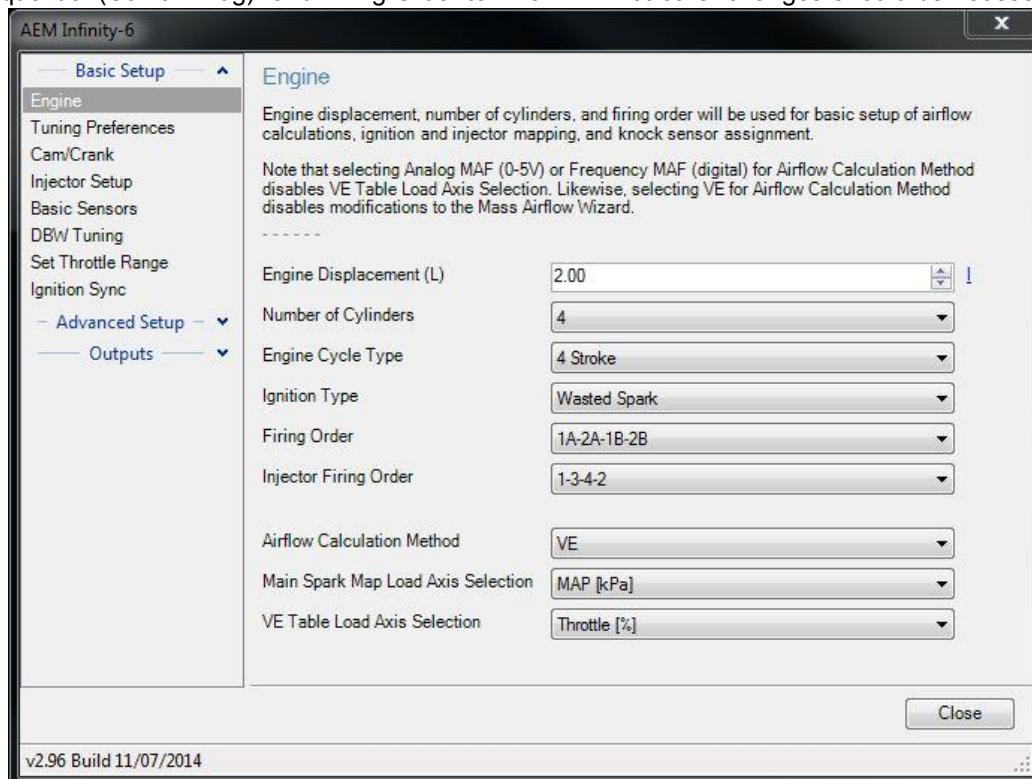 AEM Infinity-6
x
Basic Setup
Engine
Tuning Preferences
Cam/Crank
Injector Setup
Basic Sensors
DBW Tuning
Set Throttle Range
Ignition Sync
Advanced Setup
Outputs
Engine
Engine displacement, number of cylinders, and firing order will be used for basic setup of airflow
calculations, ignition and injector mapping, and knock sensor assignment.
Note that selecting Analog MAF (0-5V) or Frequency MAF (digital) for Airflow Calculation Method
disables VE Table Load Axis Selection. Likewise, selecting VE for Airflow Calculation Method
disables modifications to the Mass Airflow Wizard.
- - - - - -
Engine Displacement (L) 2.00 l
Number of Cylinders 4
Engine Cycle Type 4 Stroke
Ignition Type Wasted Spark
Firing Order 1A-2A-1B-2B
Injector Firing Order 1-3-4-2
Airflow Calculation Method VE
Main Spark Map Load Axis Selection MAP [kPa]
VE Table Load Axis Selection Throttle [%]
Close
v2.96 Build 11/07/2014